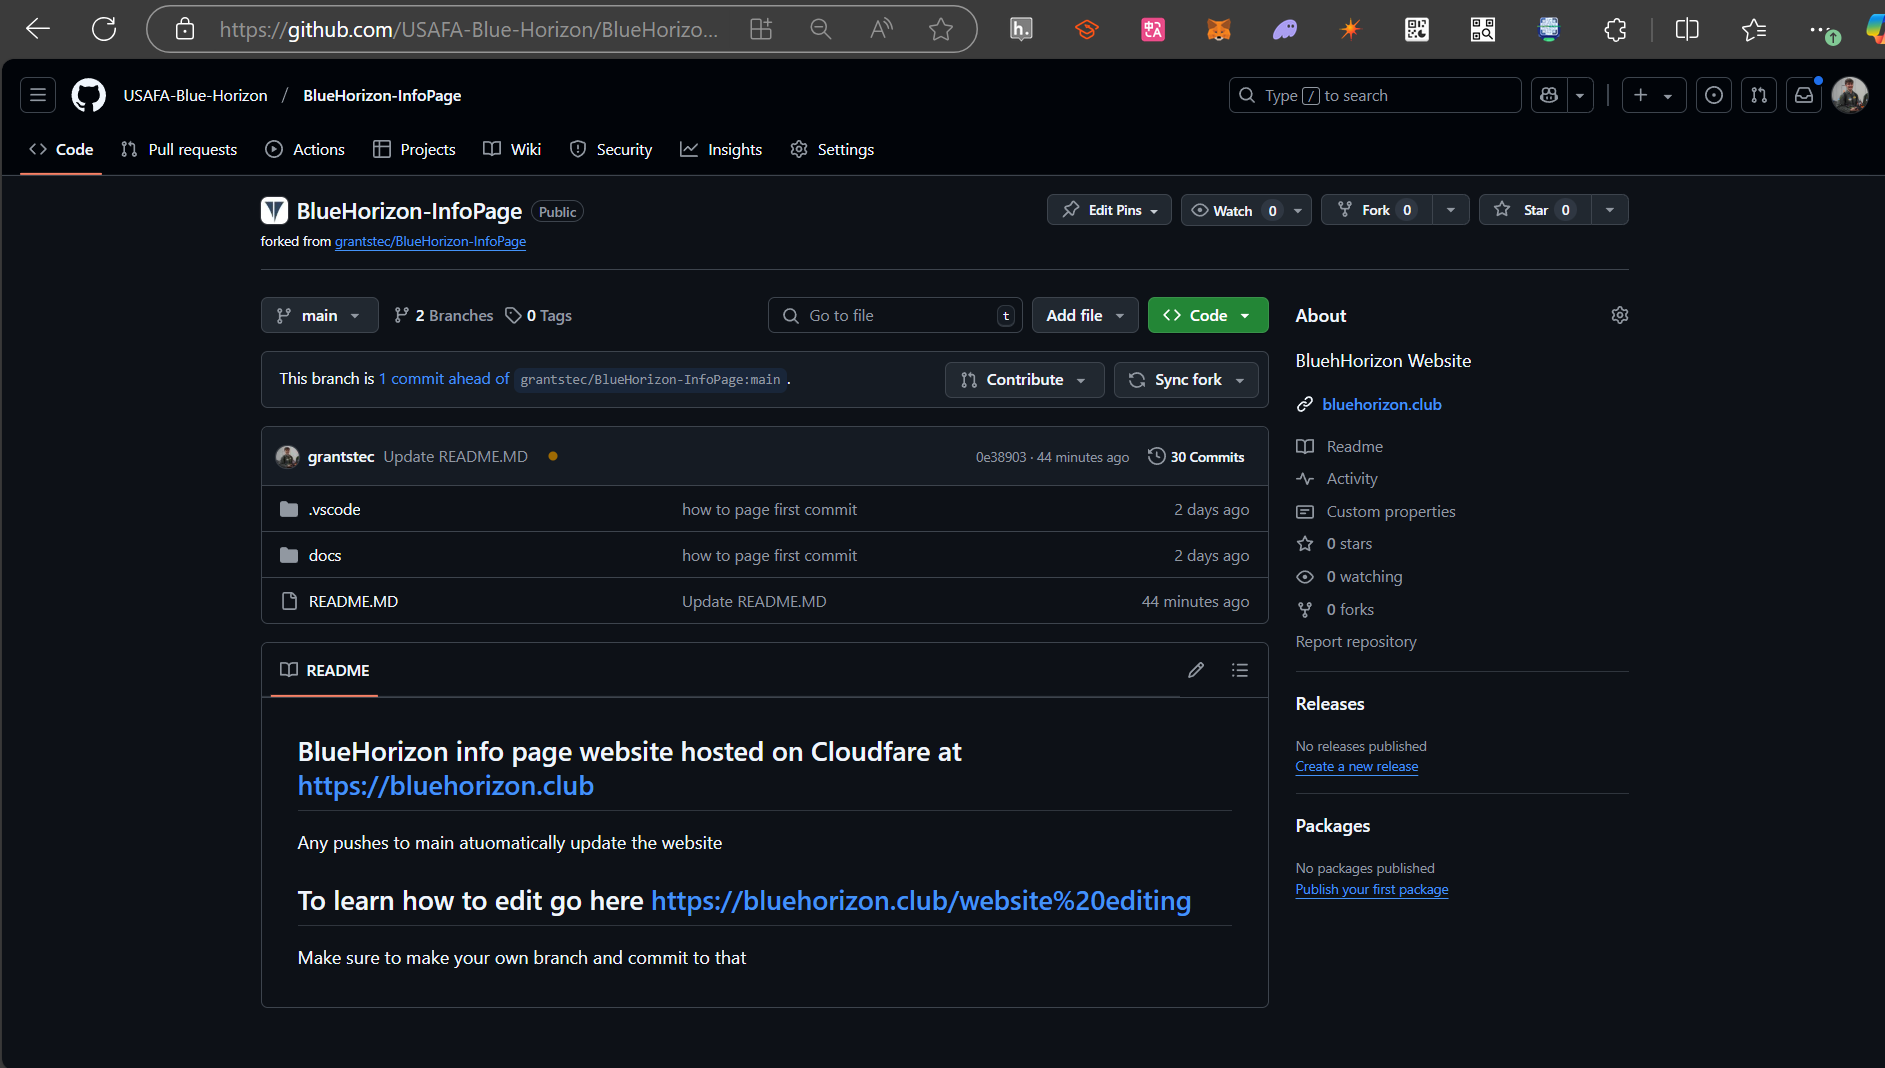 https://github.com/USAFA-Blue-Horizon/BlueHorizo...
USAFA-Blue-Horizon / BlueHorizon-InfoPage
Type / to search
Code Pull requests Actions Projects Wiki Security Insights Settings
BlueHorizon-InfoPage Public
Edit Pins Watch 0 Fork 0 Star 0
forked from grantstec/BlueHorizon-InfoPage
main 2 Branches 0 Tags
Go to file t Add file Code
This branch is 1 commit ahead of grantstec/BlueHorizon-InfoPage:main .
Contribute Sync fork
grantstec Update README.MD 0e38903 · 44 minutes ago 30 Commits
.vscode how to page first commit 2 days ago
docs how to page first commit 2 days ago
README.MD Update README.MD 44 minutes ago
README
BlueHorizon info page website hosted on Cloudfare at
https://bluehorizon.club
Any pushes to main atuomatically update the website
To learn how to edit go here https://bluehorizon.club/website%20editing
Make sure to make your own branch and commit to that
About
BluehHorizon Website
bluehorizon.club
Readme
Activity
Custom properties
0 stars
0 watching
0 forks
Report repository
Releases
No releases published
Create a new release
Packages
No packages published
Publish your first package